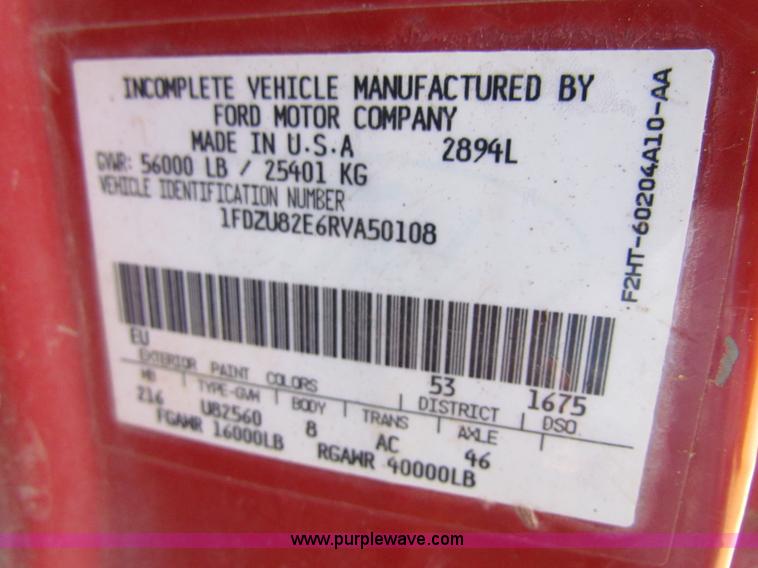 INCOMPLETE VEHICLE MANUFACTURED BY
FORD MOTOR COMPANY
MADE IN U.S.A 2894L
GVWR: 56000 LB / 25401 KG
VEHICLE IDENTIFICATION NUMBER
1FDZU82E6RVA50108
F2HT-60204A10-AA
EU 53 1675
EXTERIOR PAINT COLORS DISTRICT DSO
WB TYPE-GVW BODY TRANS AXLE
216 U82560 8 AC 46
FGAWR 16000LB RGAWR 40000LB
www.purplewave.com